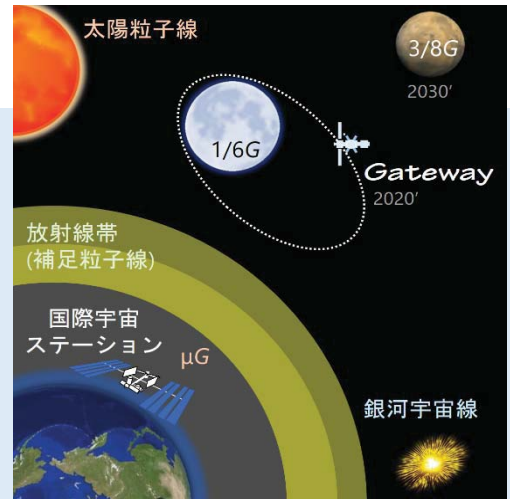 太陽粒子線
3/8G
2030'
1/6G
Gateway
2020'
放射線帯
(補足粒子線)
国際宇宙
ステーション
μG
銀河宇宙線